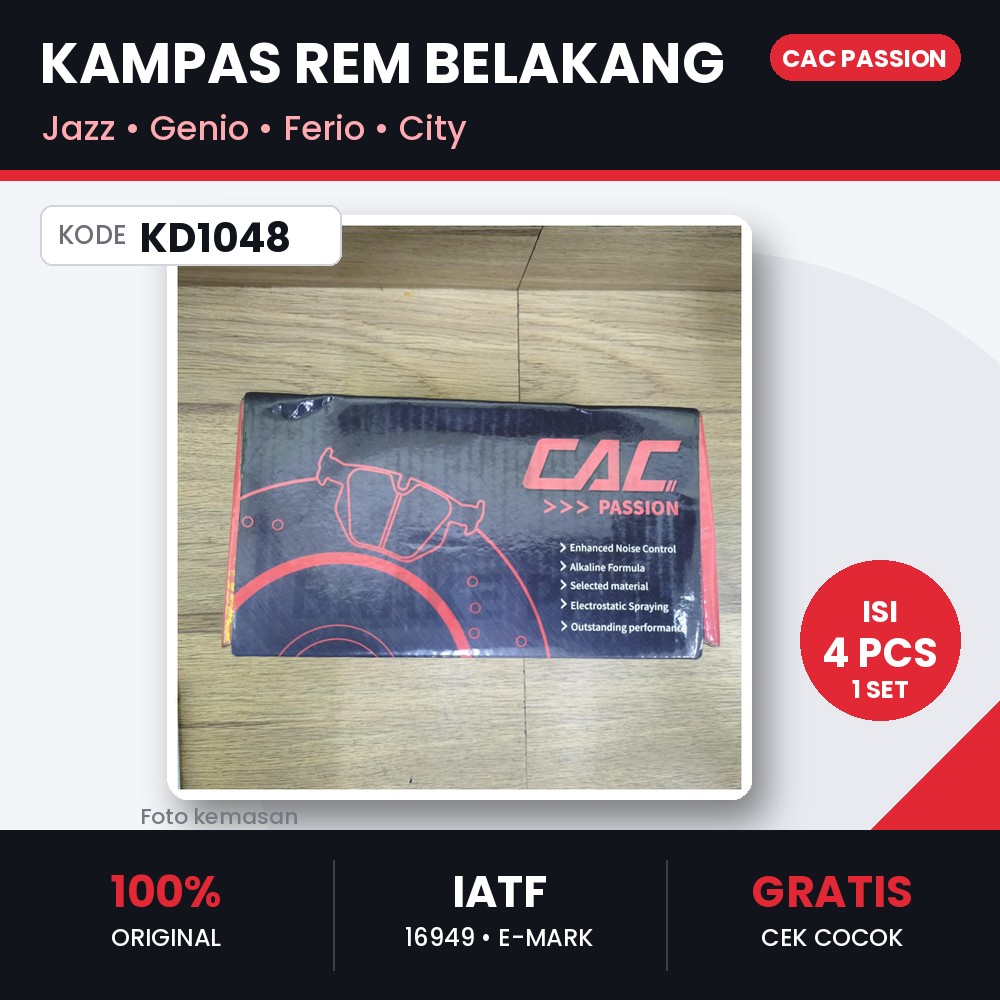 KAMPAS REM BELAKANG
CAC PASSION
Jazz • Genio • Ferio • City
KODE KD1048
CAC
>>> PASSION
Enhanced Noise Control
Alkaline Formula
Selected material
Electrostatic Spraying
Outstanding performance
ISI
4 PCS
1 SET
Foto kemasan
100%
ORIGINAL
IATF
16949 • E-MARK
GRATIS
CEK COCOK